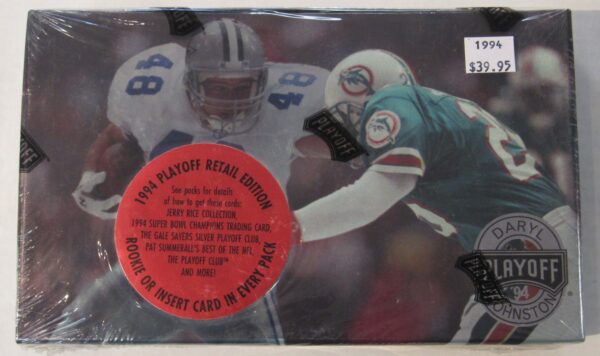 1994
$39.95
48
48
PLAYOFF
PLAYOFF
1994 PLAYOFF RETAIL EDITION
See packs for details
of how to get these cards:
JERRY RICE COLLECTION,
1994 SUPER BOWL CHAMPIONS TRADING CARD,
THE GALE SAYERS SILVER PLAYOFF CLUB,
PAT SUMMERALL'S BEST OF THE NFL,
THE PLAYOFF CLUB™
AND MORE!
ROOKIE OR INSERT CARD IN EVERY PACK
DARYL
PLAYOFF
'94
JOHNSTON